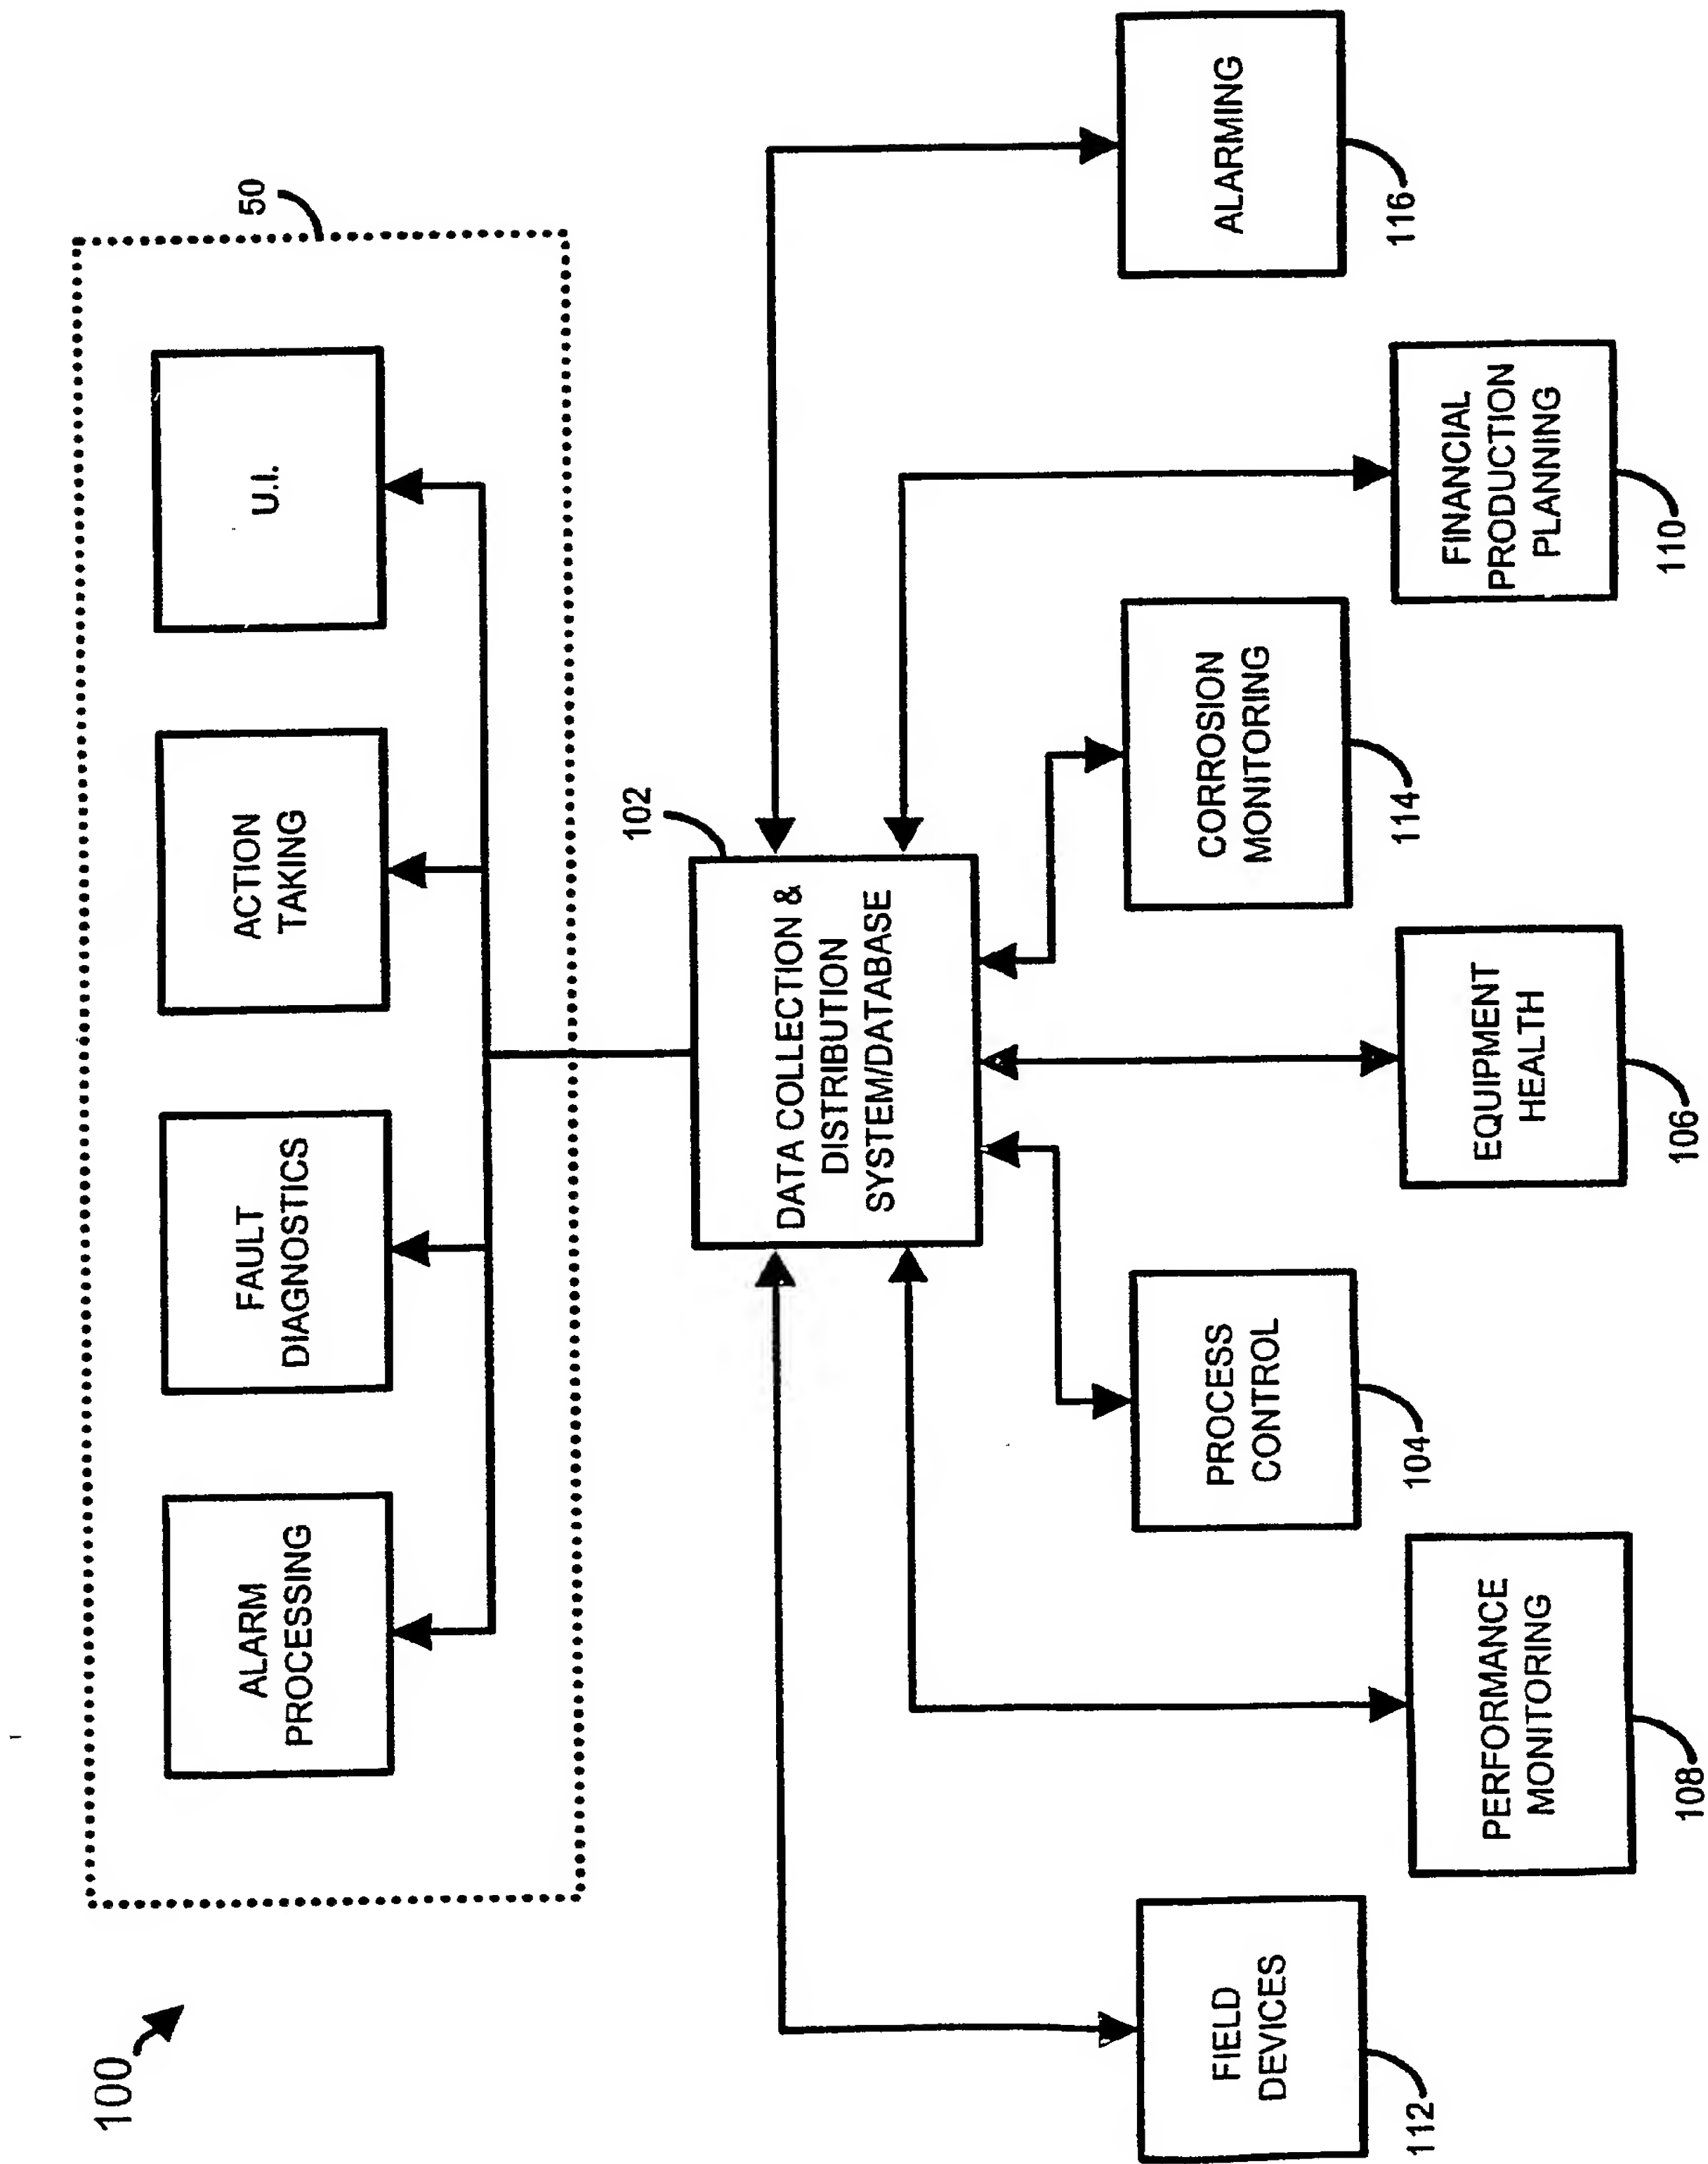 100
50
ALARM
PROCESSING
FAULT
DIAGNOSTICS
ACTION
TAKING
U.I.
102
DATA COLLECTION &
DISTRIBUTION
SYSTEM/DATABASE
FIELD
DEVICES
112
PERFORMANCE
MONITORING
108
PROCESS
CONTROL
104
EQUIPMENT
HEALTH
106
CORROSION
MONITORING
114
FINANCIAL
PRODUCTION
PLANNING
110
ALARMING
116